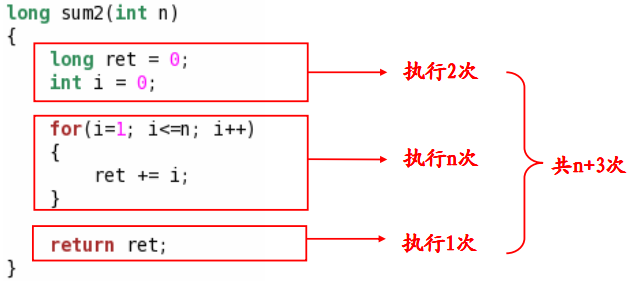 long sum2(int n)
{
long ret = 0;
int i = 0;
执行2次
for(i=1; i<=n; i++)
{
ret += i;
}
执行n次
共n+3次
return ret;
执行1次
}